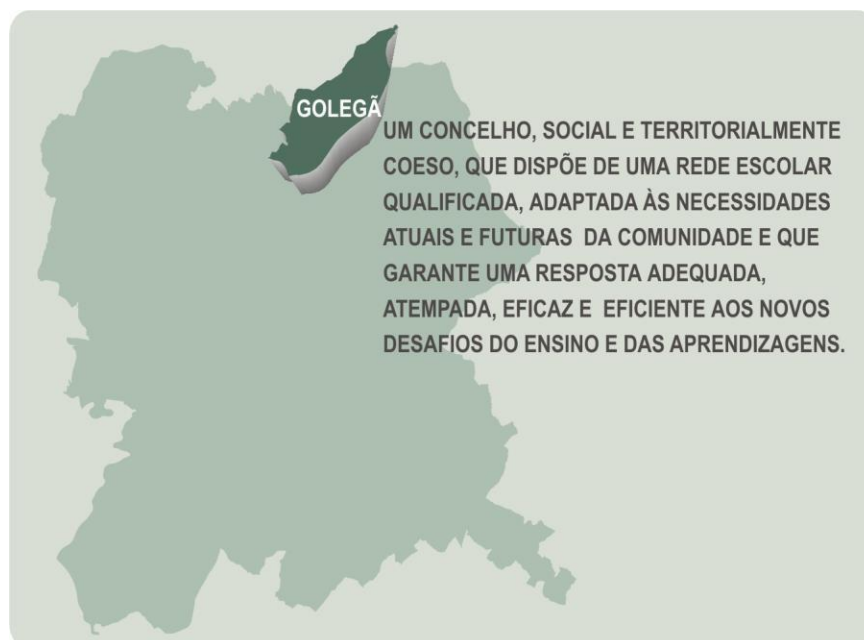 GOLEGÃ
UM CONCELHO, SOCIAL E TERRITORIALMENTE
COESO, QUE DISPÕE DE UMA REDE ESCOLAR
QUALIFICADA, ADAPTADA ÀS NECESSIDADES
ATUAIS E FUTURAS DA COMUNIDADE E QUE
GARANTE UMA RESPOSTA ADEQUADA,
ATEMPADA, EFICAZ E EFICIENTE AOS NOVOS
DESAFIOS DO ENSINO E DAS APRENDIZAGENS.